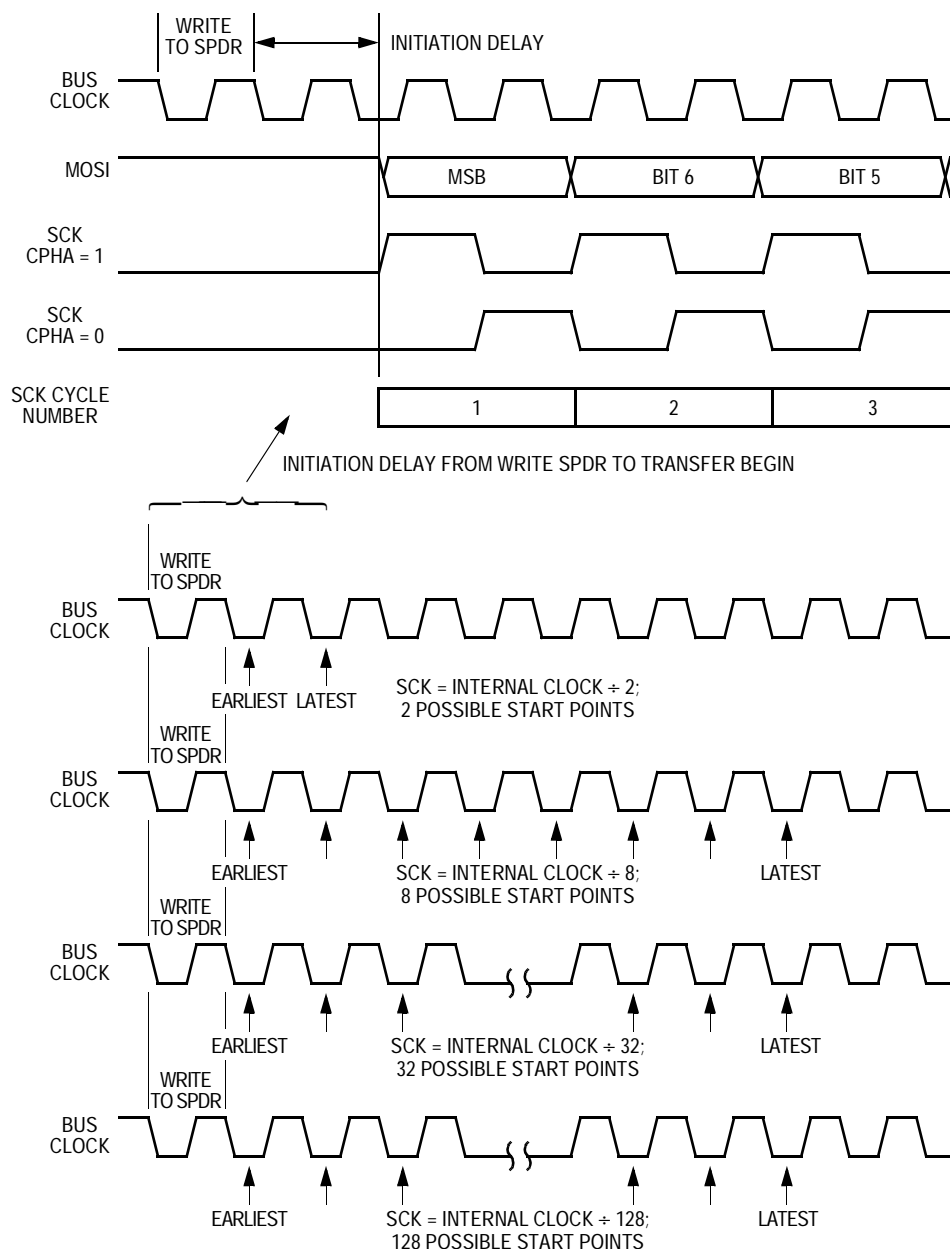 WRITE
TO SPDR
INITIATION DELAY
BUS
CLOCK
MOSI
MSB
BIT 6
BIT 5
SCK
CPHA = 1
SCK
CPHA = 0
SCK CYCLE
NUMBER
1
2
3
INITIATION DELAY FROM WRITE SPDR TO TRANSFER BEGIN
WRITE
TO SPDR
BUS
CLOCK
EARLIEST
LATEST
SCK = INTERNAL CLOCK ÷ 2;
2 POSSIBLE START POINTS
WRITE
TO SPDR
BUS
CLOCK
EARLIEST
SCK = INTERNAL CLOCK ÷ 8;
8 POSSIBLE START POINTS
LATEST
WRITE
TO SPDR
BUS
CLOCK
EARLIEST
SCK = INTERNAL CLOCK ÷ 32;
32 POSSIBLE START POINTS
LATEST
WRITE
TO SPDR
BUS
CLOCK
EARLIEST
SCK = INTERNAL CLOCK ÷ 128;
128 POSSIBLE START POINTS
LATEST